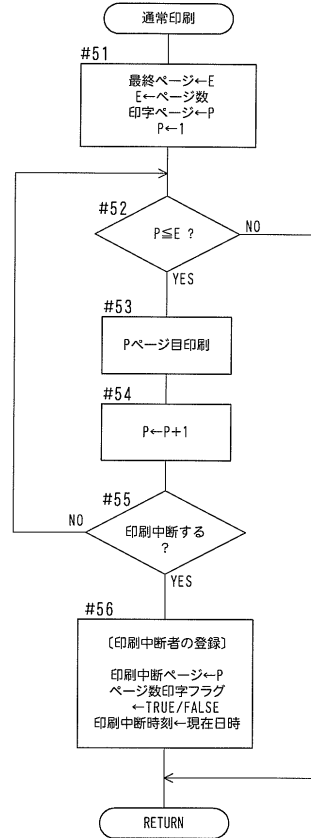 通常印刷
#51
最終ページ←E
E←ページ数
印字ページ←P
P←1
#52
P≦E ?
NO
YES
#53
Pページ目印刷
#54
P←P+1
#55
印刷中断する
?
NO
YES
#56
〔印刷中断者の登録〕
印刷中断ページ←P
ページ数印字フラグ
←TRUE/FALSE
印刷中断時刻←現在日時
RETURN